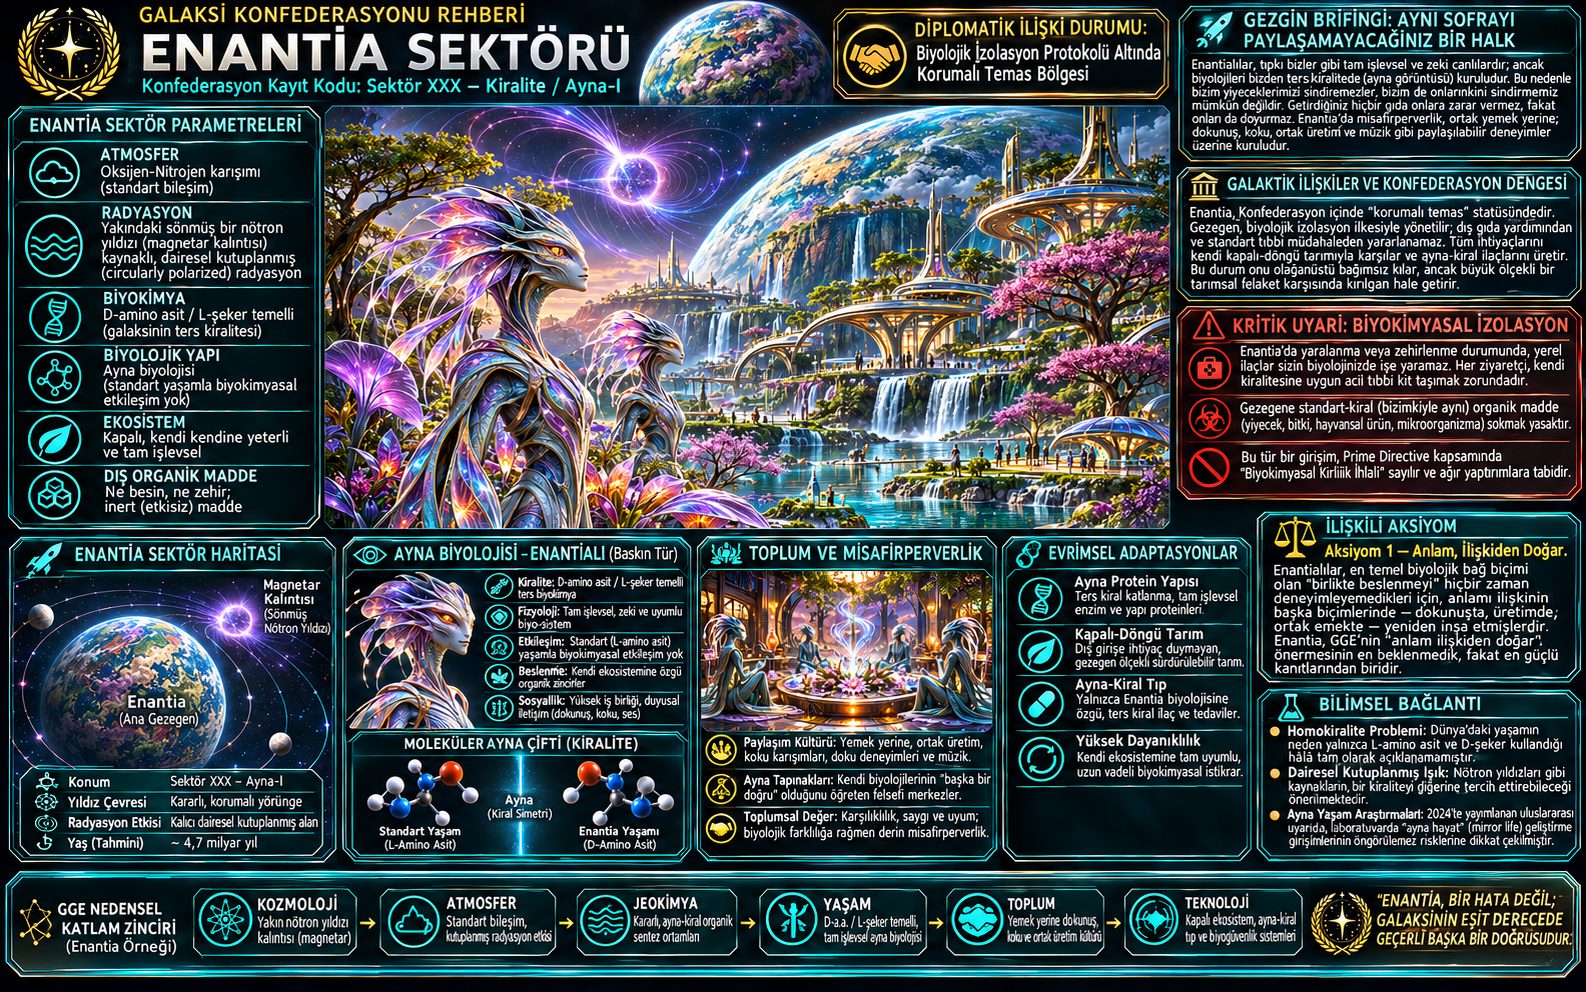 GALAKSİ KONFEDERASYONU REHBERİ
ENANTİA SEKTÖRÜ
Konfederasyon Kayıt Kodu: Sektör XXX – Kiralite / Ayna-I
DİPLOMATİK İLİŞKİ DURUMU:
Biyolojik İzolasyon Protokolü Altında
Korumalı Temas Bölgesi
GEZGİN BRİFİNGİ: AYNI SOFRAYI
PAYLAŞAMAYACAĞINIZ BİR HALK
Enantialılar, tıpkı bizler gibi tam işlevsel ve zeki canlılardır; ancak
biyolojileri bizden ters kiralitede (ayna görüntüsü) kuruludur. Bu nedenle
bizim yiyeceklerimizi sindiremezler, bizim de onlarınkini sindirmemiz
mümkün değildir. Getirdiğiniz hiçbir gıda onlara zarar vermez, fakat
onları da doyurmaz. Enantia'da misafirperverlik, ortak yemek yerine;
dokunuş, koku, ortak üretim ve müzik gibi paylaşılabilir deneyimler
üzerine kuruludur.
ENANTİA SEKTÖR PARAMETRELERİ
ATMOSFER
Oksijen-Nitrojen karışımı
(standart bileşim)
RADYASYON
Yakındaki sönmüş bir nötron
yıldızı (magnetar kalıntısı)
kaynaklı, dairesel kutuplanmış
(circularly polarized) radyasyon
BİYOKİMYA
D-amino asit / L-şeker temelli
(galaksinin ters kiralitesi)
BİYOLOJİK YAPI
Ayna biyolojisi
(standart yaşamla biyokimyasal
etkileşim yok)
EKOSİSTEM
Kapalı, kendi kendine yeterli
ve tam işlevsel
DIŞ ORGANİK MADDE
Ne besin, ne zehir;
inert (etkisiz) madde
GALAKTİK İLİŞKİLER VE KONFEDERASYON DENGESİ
Enantia, Konfederasyon içinde "korumalı temas" statüsündedir.
Gezegen, biyolojik izolasyon ilkesiyle yönetilir; dış gıda yardımından
ve standart tıbbi müdahaleden yararlanamaz. Tüm ihtiyaçlarını
kendi kapalı-döngü tarımıyla karşılar ve ayna-kiral ilaçlarını üretir.
Bu durum onu olağanüstü bağımsız kılar, ancak büyük ölçekli bir
tarımsal felaket karşısında kırılgan hale getirir.
KRİTİK UYARİ: BİYOKİMYASAL İZOLASYON
Enantia'da yaralanma veya zehirlenme durumunda, yerel
ilaçlar sizin biyolojinizde işe yaramaz. Her ziyaretçi, kendi
kiralitesine uygun acil tıbbi kit taşımak zorundadır.
Gezegene standart-kiral (bizimkiyle aynı) organik madde
(yiyecek, bitki, hayvansal ürün, mikroorganizma) sokmak yasaktır.
Bu tür bir girişim, Prime Directive kapsamında
"Biyokimyasal Kirlilik İhlali" sayılır ve ağır yaptırımlara tabidir.
ENANTİA SEKTÖR HARİTASİ
Magnetar
Kalıntısı
(Sönmüş
Nötron Yıldızı)
Enantia
(Ana Gezegen)
Konum Sektör XXX – Ayna-I
Yıldız Çevresi Kararlı, korumalı yörünge
Radyasyon Etkisi Kalıcı dairesel kutuplanmış alan
Yaş (Tahmini) ~ 4,7 milyar yıl
AYNA BİYOLOJİSİ – ENANTİALI (Baskın Tür)
Kiralite: D-amino asit / L-şeker temelli
ters biyokimya
Fizyoloji: Tam işlevsel, zeki ve uyumlu
biyo-sistem
Etkileşim: Standart (L-amino asit)
yaşamla biyokimyasal etkileşim yok
Beslenme: Kendi ekosistemine özgü
organik zincirler
Sosyallik: Yüksek iş birliği, duyusal
iletişim (dokunuş, koku, ses)
MOLEKÜLER AYNA ÇİFTİ (KİRALİTE)
Ayna
(Kiral Simetri)
Standart Yaşam
(L-Amino Asit)
Enantia Yaşamı
(D-Amino Asit)
TOPLUM VE MİSAFİRPERVERLİK
Paylaşım Kültürü: Yemek yerine, ortak üretim,
koku karışımları, doku deneyimleri ve müzik.
Ayna Tapınakları: Kendi biyolojilerinin "başka bir
doğru" olduğunu öğreten felsefi merkezler.
Toplumsal Değer: Karşılıklılık, saygı ve uyum;
biyolojik farklılığa rağmen derin misafirperverlik.
EVRİMSEL ADAPTASYONLAR
Ayna Protein Yapısı
Ters kiral katlanma, tam işlevsel
enzim ve yapı proteinleri.
Kapalı-Döngü Tarım
Dış girişe ihtiyaç duymayan,
gezegen ölçekli sürdürülebilir tarım.
Ayna-Kiral Tıp
Yalnızca Enantia biyolojisine
özgü, ters kiral ilaç ve tedaviler.
Yüksek Dayanıklılık
Kendi ekosistemine tam uyumlu,
uzun vadeli biyokimyasal istikrar.
İLİŞKİLİ AKSİYOM
Aksiyom 1 — Anlam, İlişkiden Doğar.
Enantialılar, en temel biyolojik bağ biçimi
olan "birlikte beslenmeyi" hiçbir zaman
deneyimleyemedikleri için, anlamı ilişkinin
başka biçimlerinde — dokunuşta, üretimde,
ortak emekte — yeniden inşa etmişlerdir.
Enantia, GGE'nin "anlam ilişkiden doğar".
önermesinin en beklenmedik, fakat en güçlü
kanıtlarından biridir.
BİLİMSEL BAĞLANTI
Homokiralite Problemi: Dünya'daki yaşamın
neden yalnızca L-amino asit ve D-şeker kullandığı
hâlâ tam olarak açıklanamamıştır.
Dairesel Kutuplanmış Işık: Nötron yıldızları gibi
kaynakların, bir kiraliteyi diğerine tercih ettirebileceği
önerilmektedir.
Ayna Yaşam Araştırmaları: 2024'te yayımlanan uluslararası
uyarıda, laboratuvarda "ayna hayat" (mirror life) geliştirme
girişimlerinin öngörülemez risklerine dikkat çekilmiştir.
GGE NEDENSEL
KATLAM ZİNCİRİ
(Enantia Örneği)
KOZMOLOJİ
Yakın nötron yıldızı
kalıntısı (magnetar)
ATMOSFER
Standart bileşim,
kutuplanmış radyasyon etkisi
JEOKİMYA
Kararlı, ayna-kiral organik
sentez ortamları
YAŞAM
D-a.a. / L-şeker temelli,
tam işlevsel ayna biyolojisi
TOPLUM
Yemek yerine dokunuş,
koku ve ortak üretim kültürü
TEKNOLOJİ
Kapalı ekosistem, ayna-kiral
tıp ve biyogüvenlik sistemleri
"ENANTİA, BİR HATA DEĞİL;
GALAKSİNİN EŞİT DERECEDE
GEÇERLİ BAŞKA BİR DOĞRUSUDUR."